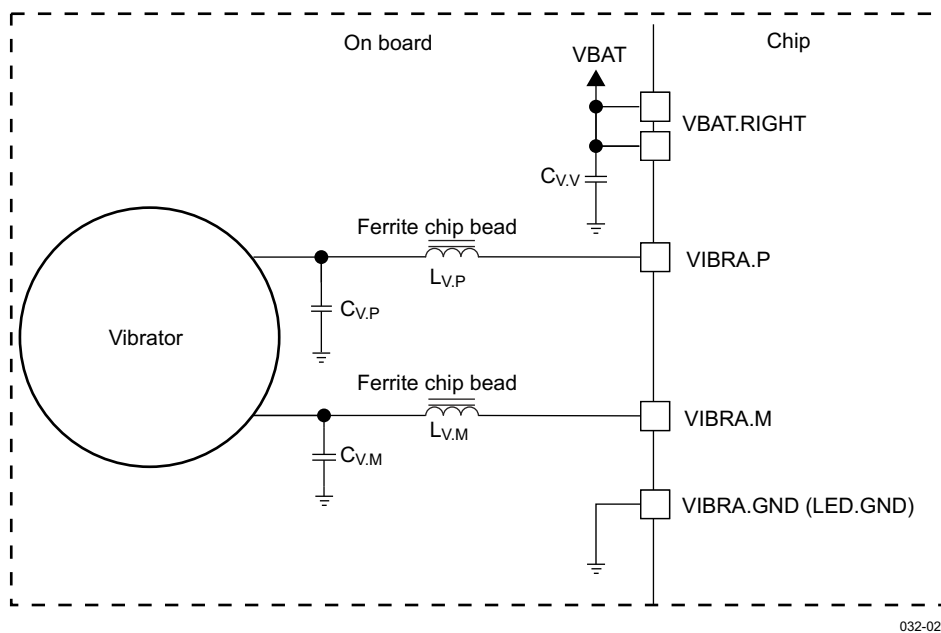 On board
Chip
VBAT
VBAT.RIGHT
CV.V
Ferrite chip bead
VIBRA.P
LV.P
CV.P
Vibrator
Ferrite chip bead
VIBRA.M
LV.M
CV.M
VIBRA.GND (LED.GND)
032-02